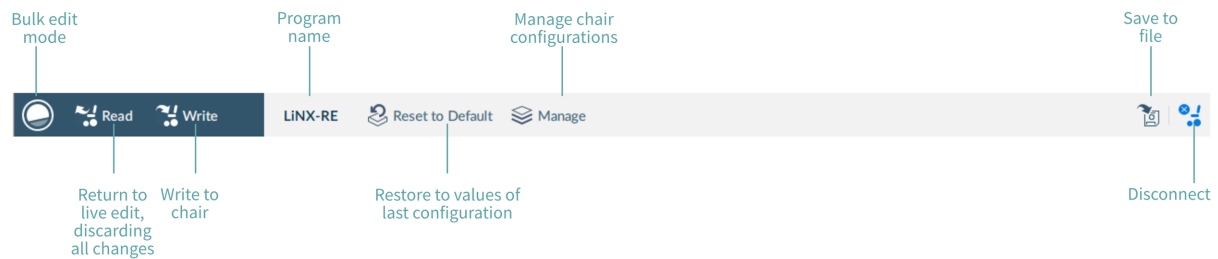 Bulk edit
mode
Program
name
Manage chair
configurations
Save to
file
Read
Write
LiNX-RE
Reset to Default
Manage
Return to
live edit,
discarding
all changes
Write to
chair
Restore to values of
last configuration
Disconnect